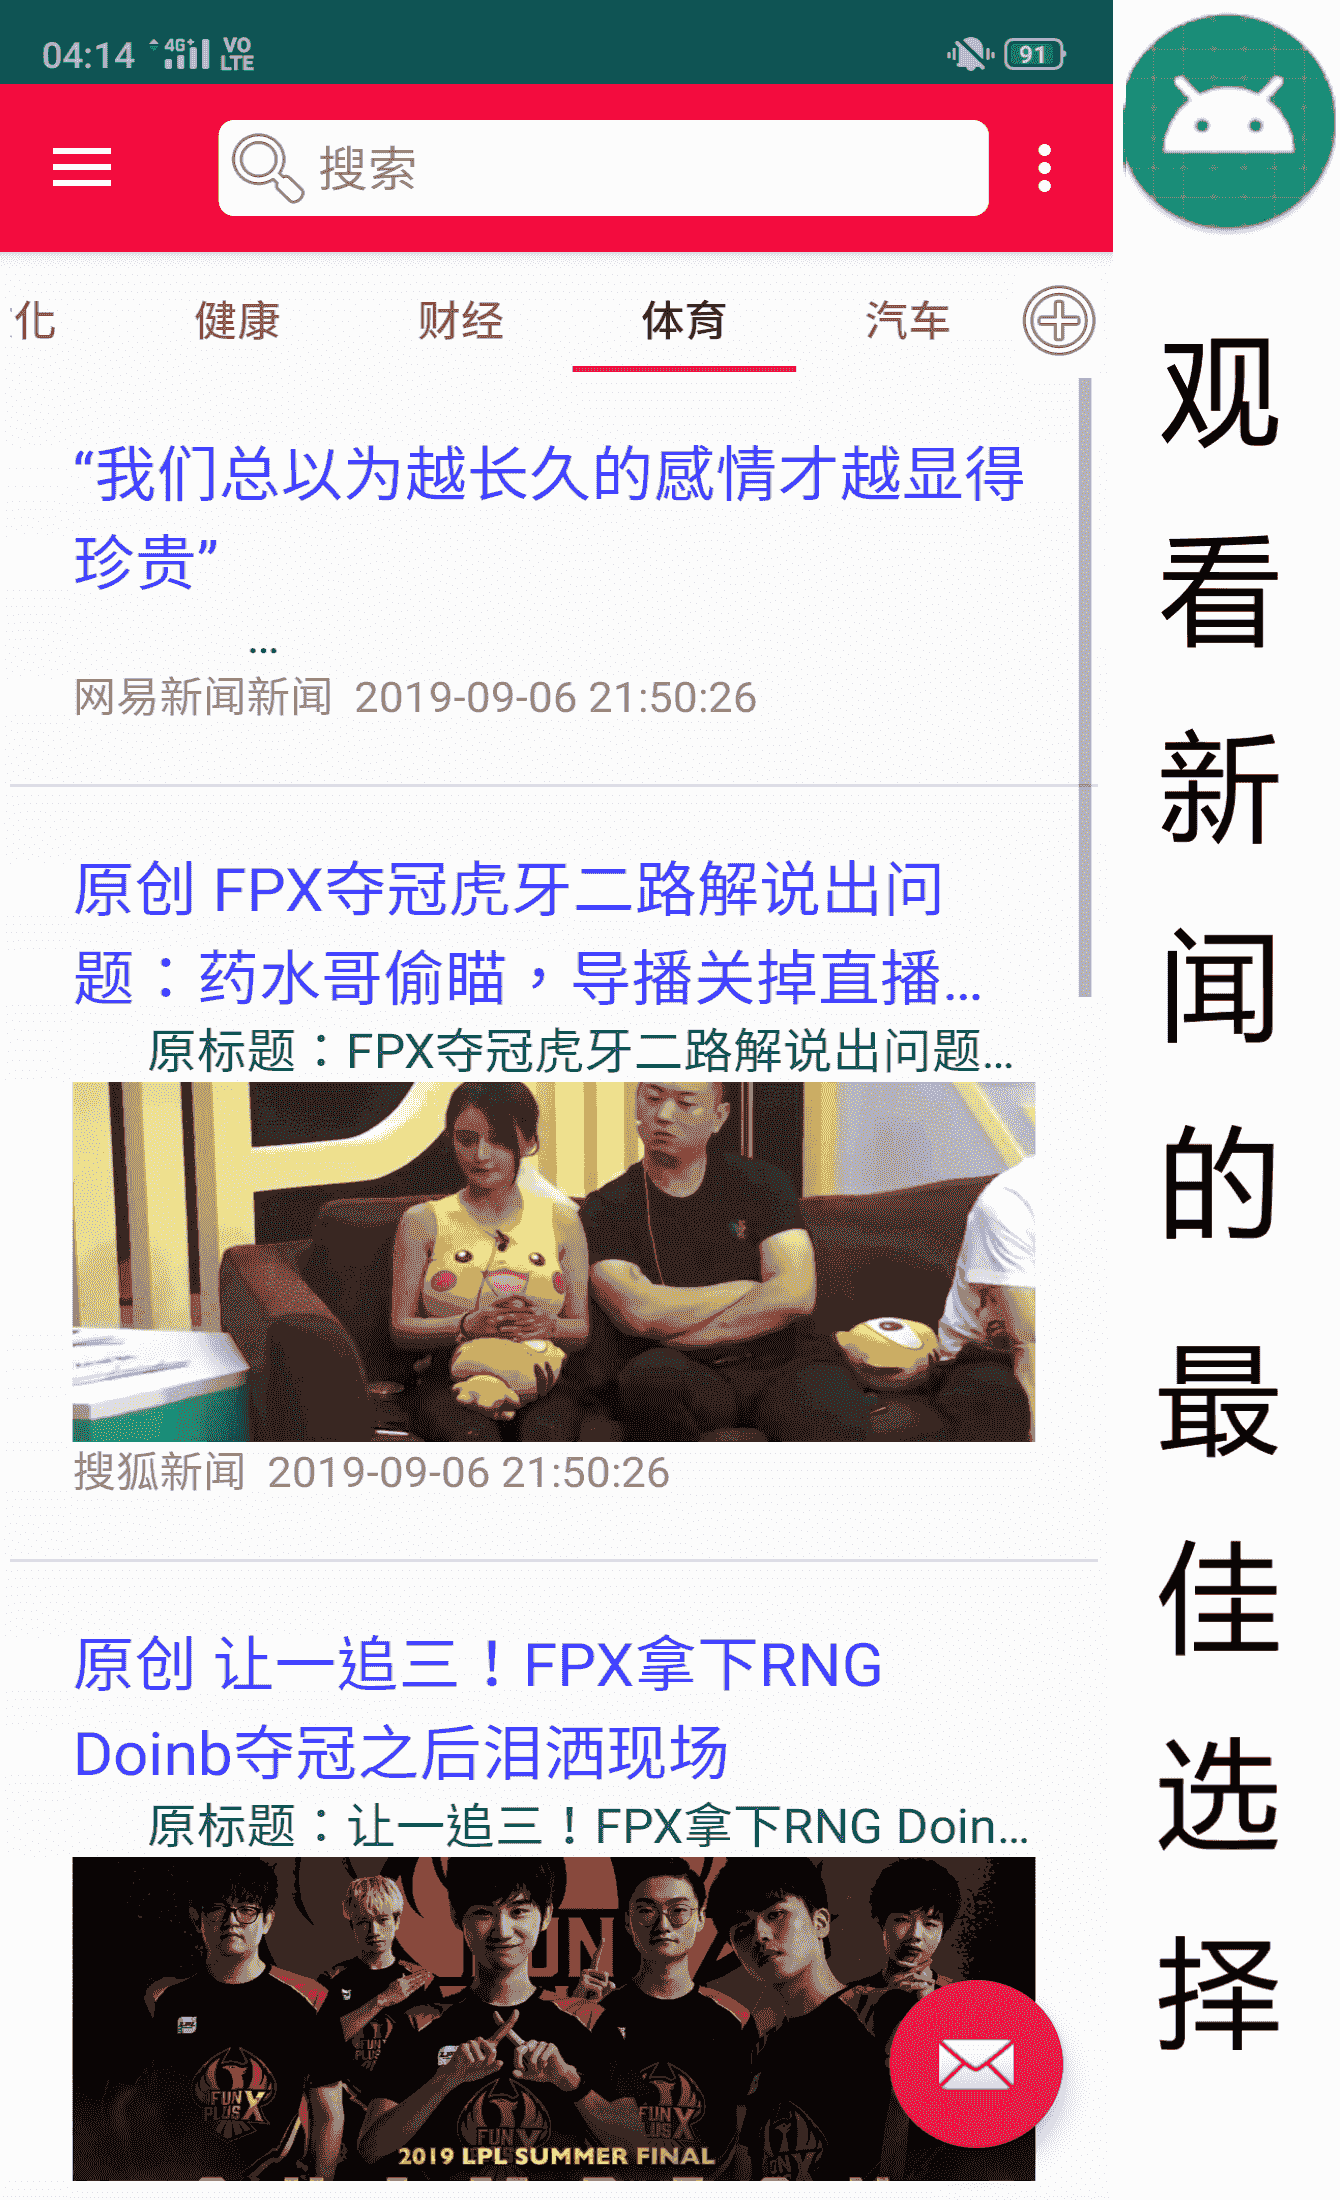 04:14 4G+ VO LTE 91
搜索
化 健康 财经 体育 汽车
“我们总以为越长久的感情才越显得
珍贵”
...
网易新闻新闻 2019-09-06 21:50:26
原创 FPX夺冠虎牙二路解说出问
题：药水哥偷瞄，导播关掉直播...
原标题：FPX夺冠虎牙二路解说出问题...
搜狐新闻 2019-09-06 21:50:26
原创 让一追三！FPX拿下RNG
Doinb夺冠之后泪洒现场
原标题：让一追三！FPX拿下RNG Doin...
FUN PLUS X
2019 LPL SUMMER FINAL
观看新闻的最佳选择